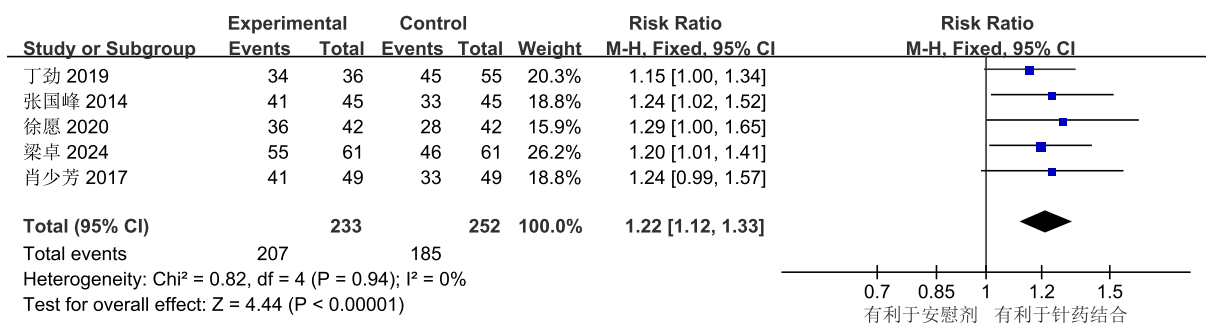 Experimental Control Risk Ratio Risk Ratio
Study or Subgroup Events Total Events Total Weight M-H, Fixed, 95% CI M-H, Fixed, 95% CI
丁劲 2019 34 36 45 55 20.3% 1.15 [1.00, 1.34]
张国峰 2014 41 45 33 45 18.8% 1.24 [1.02, 1.52]
徐愿 2020 36 42 28 42 15.9% 1.29 [1.00, 1.65]
梁卓 2024 55 61 46 61 26.2% 1.20 [1.01, 1.41]
肖少芳 2017 41 49 33 49 18.8% 1.24 [0.99, 1.57]
Total (95% CI) 233 252 100.0% 1.22 [1.12, 1.33]
Total events 207 185
Heterogeneity: Chi² = 0.82, df = 4 (P = 0.94); I² = 0%
Test for overall effect: Z = 4.44 (P < 0.00001)
0.7 0.85 1 1.2 1.5
有利于安慰剂 有利于针药结合